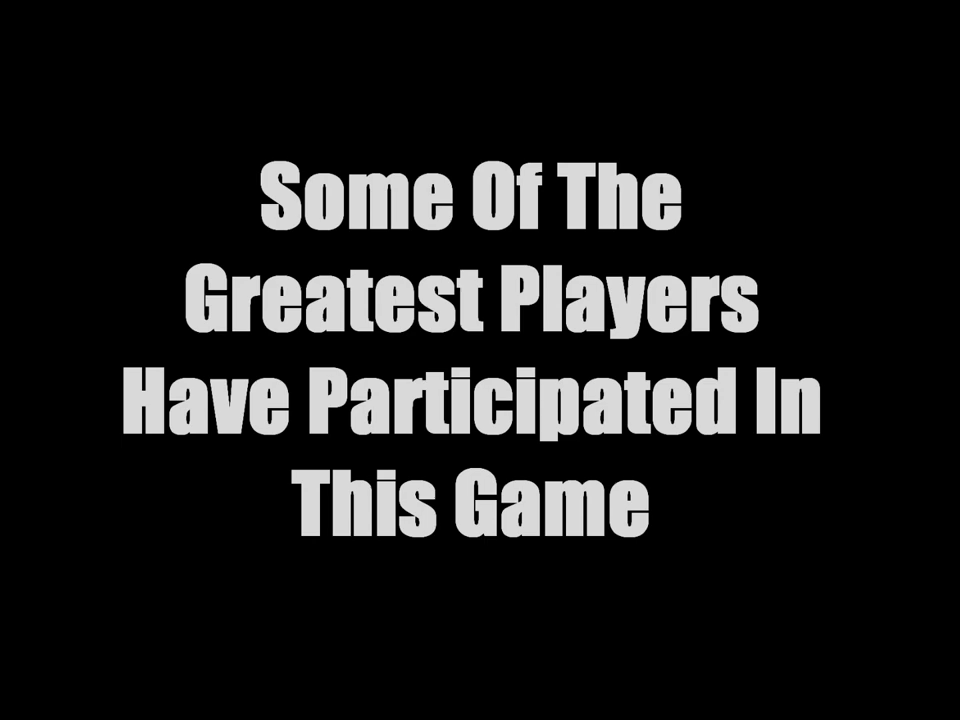 Some Of The
Greatest Players
Have Participated In
This Game